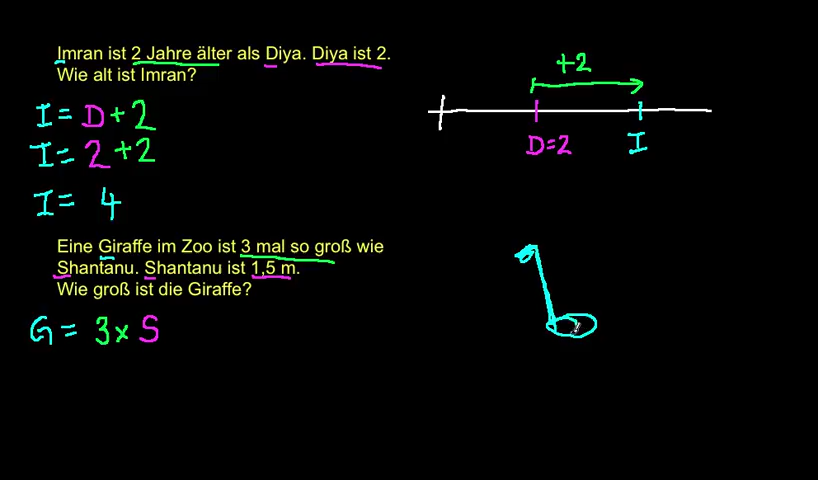 Imran ist 2 Jahre älter als Diya. Diya ist 2.
Wie alt ist Imran?
I = D + 2
I = 2 + 2
I = 4
+2
D=2 I
Eine Giraffe im Zoo ist 3 mal so groß wie
Shantanu. Shantanu ist 1,5 m.
Wie groß ist die Giraffe?
G = 3 x S